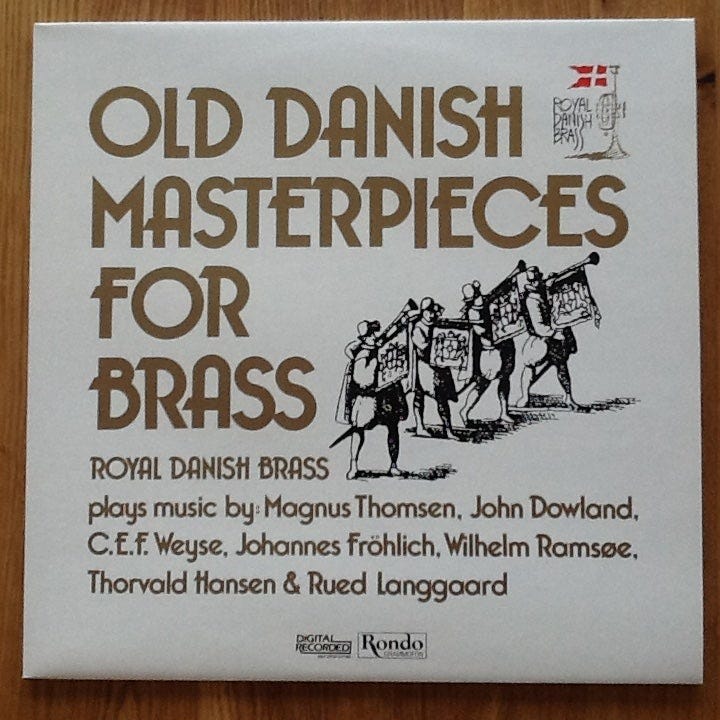 OLD DANISH
MASTERPIECES
FOR
BRASS
ROYAL
DANISH
BRASS
ROYAL DANISH BRASS
plays music by: Magnus Thomsen, John Dowland,
C.E.F. Weyse, Johannes Fröhlich, Wilhelm Ramsøe,
Thorvald Hansen & Rued Langgaard
DIGITAL
RECORDED
Rondo
GRAMMOFON